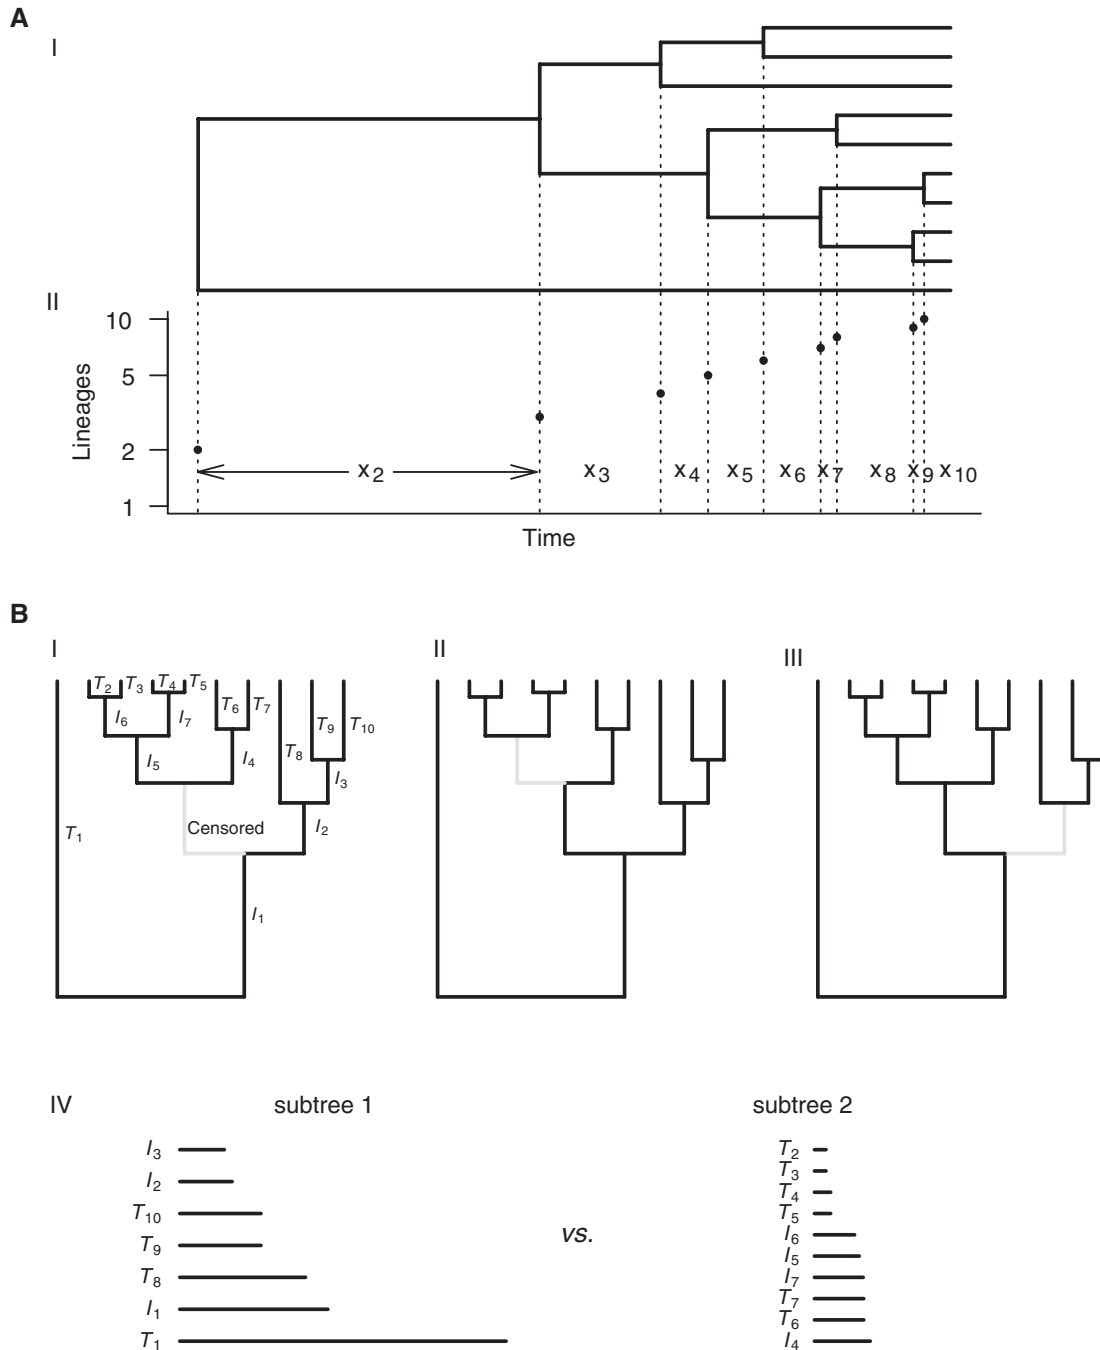 A
I
II
10
5
2
1
Lineages
x2 x3 x4 x5 x6 x7 x8 x9 x10
Time
B
I
T2 T3 T4 T5
I6 I7 T6 T7
I5 I4 T8 T9 T10
I3
T1 Censored I2
I1
II
III
IV
subtree 1
I3
I2
T10
T9
T8
I1
T1
vs.
subtree 2
T2
T3
T4
T5
I6
I5
I7
T7
T6
I4